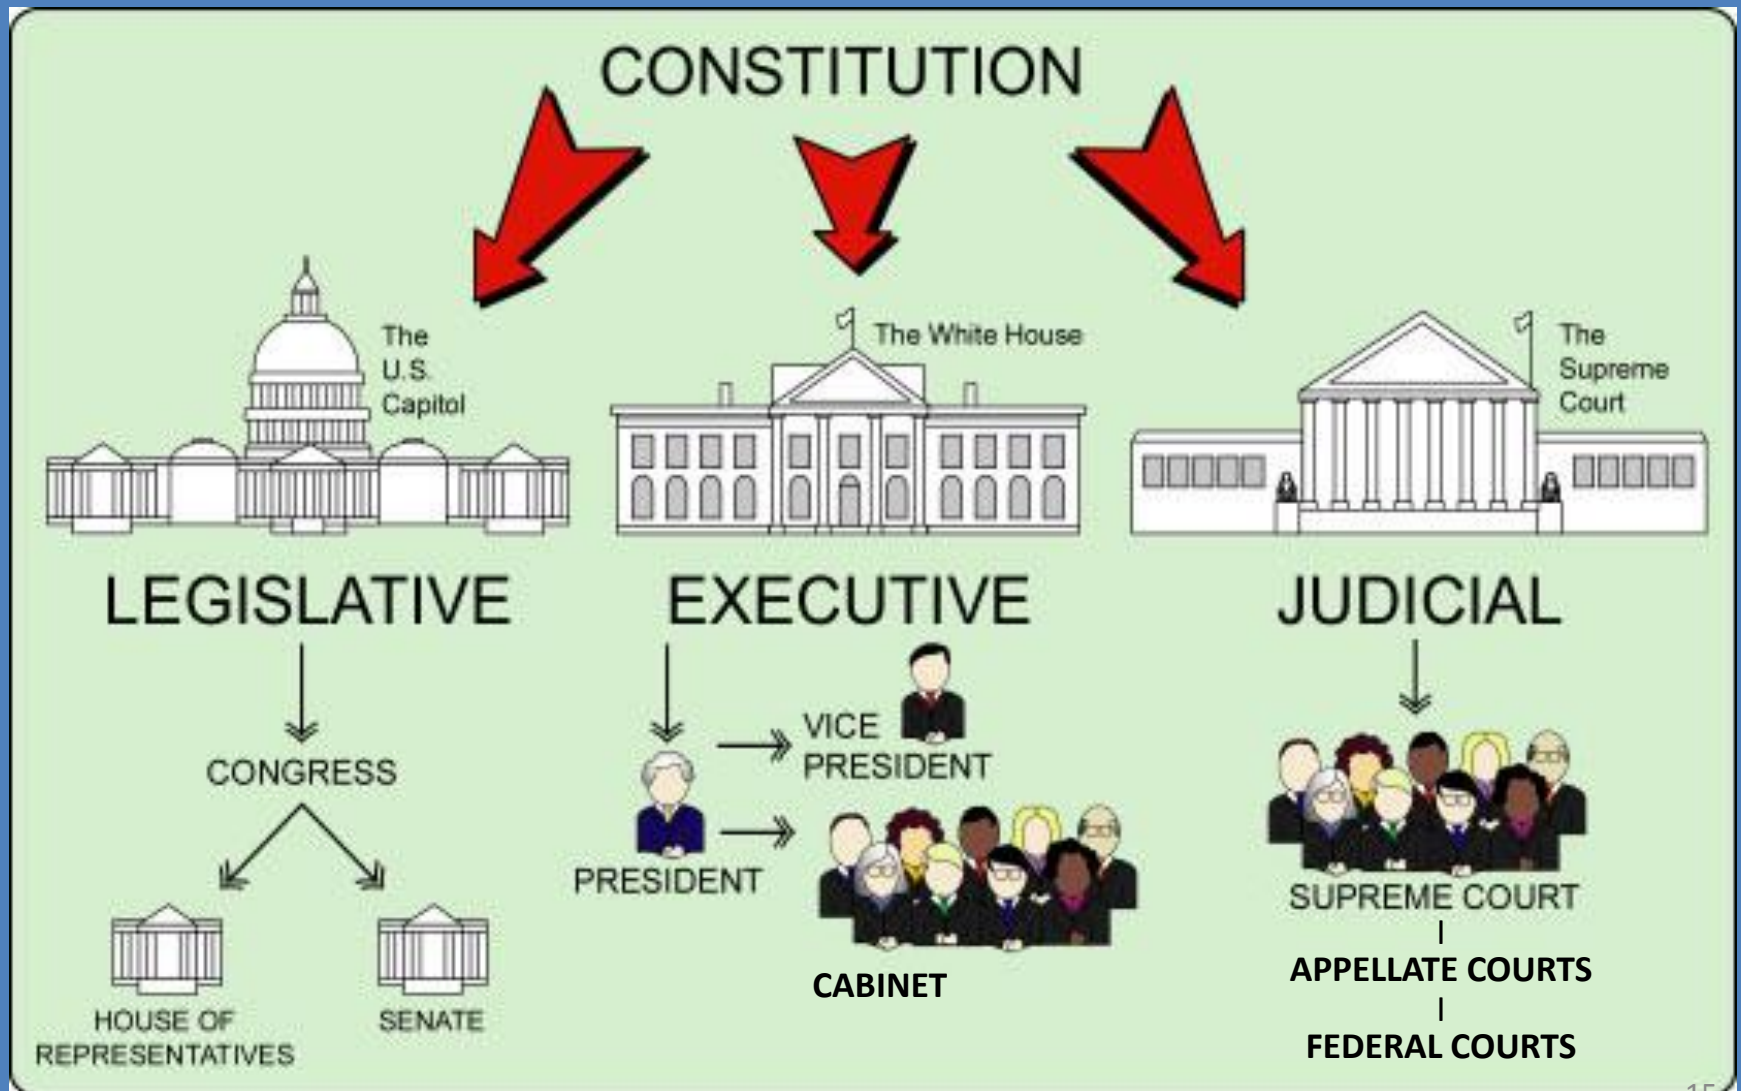 CONSTITUTION
The
U.S.
Capitol
The White House
The
Supreme
Court
LEGISLATIVE
EXECUTIVE
JUDICIAL
CONGRESS
HOUSE OF
REPRESENTATIVES
SENATE
VICE
PRESIDENT
PRESIDENT
CABINET
SUPREME COURT
APPELLATE COURTS
FEDERAL COURTS
15